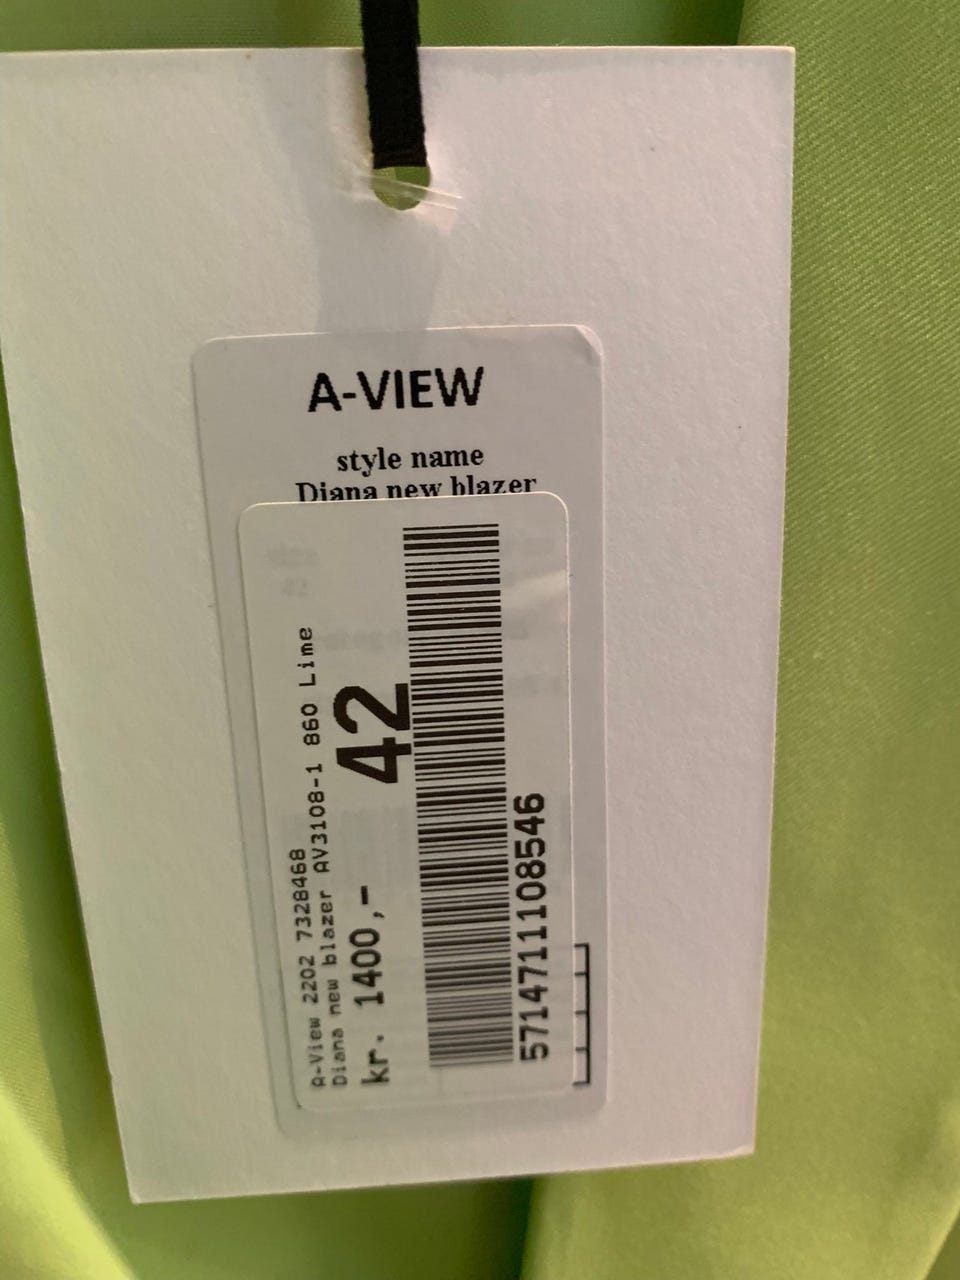 A-VIEW
style name
Diana new blazer
A-View 2202 7328468
Diana new blazer AV3108-1 860 Lime
kr. 1400,-
42
5714711108546